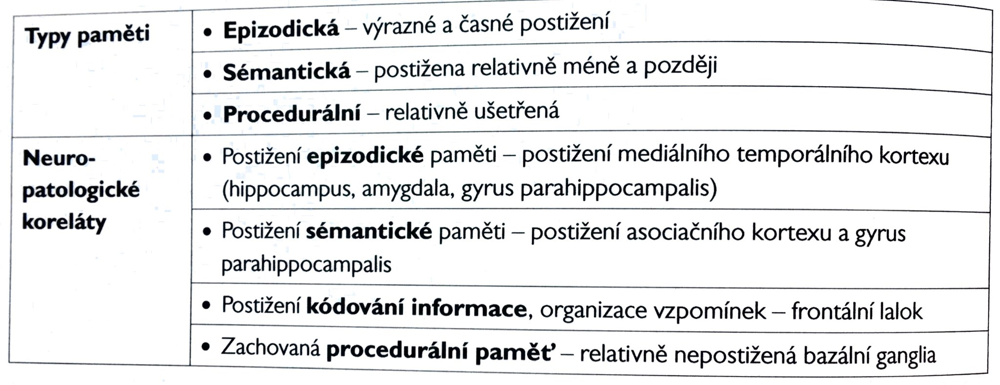 Typy paměti
• Epizodická – výrazné a časné postižení
• Sémantická – postižena relativně méně a později
• Procedurální – relativně ušetřená
Neuro-
patologické
koreláty
• Postižení epizodické paměti – postižení mediálního temporálního kortexu
(hippocampus, amygdala, gyrus parahippocampalis)
• Postižení sémantické paměti – postižení asociačního kortexu a gyrus
parahippocampalis
• Postižení kódování informace, organizace vzpomínek – frontální lalok
• Zachovaná procedurální paměť – relativně nepostižená bazální ganglia